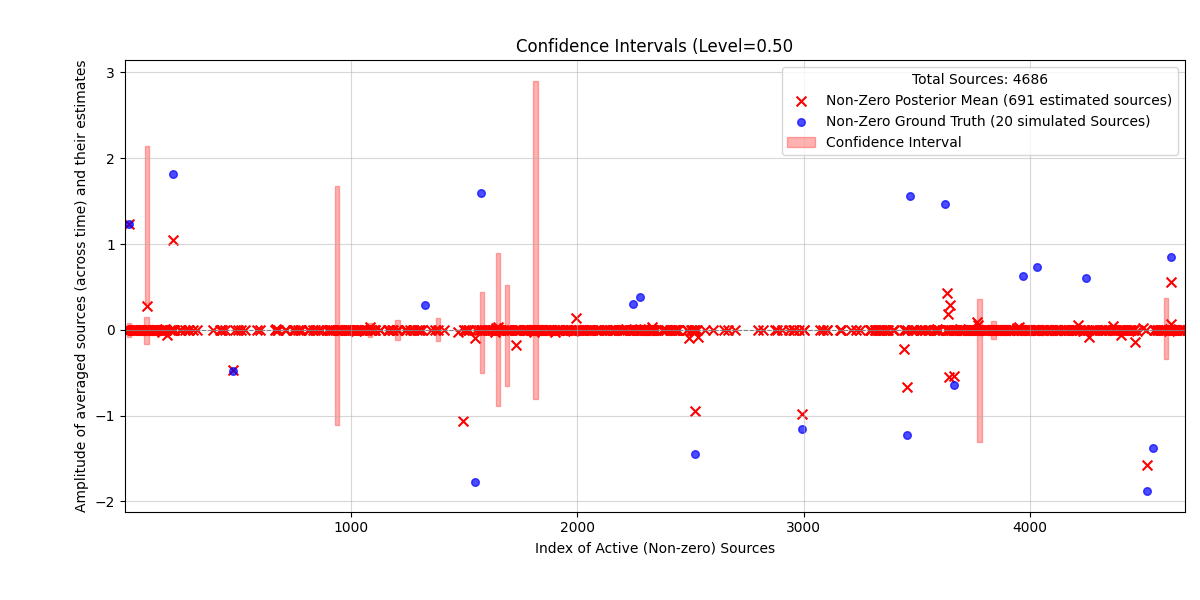 Confidence Intervals (Level=0.50
Amplitude of averaged sources (across time) and their estimates
3
2
1
0
−1
−2
Total Sources: 4686
Non-Zero Posterior Mean (691 estimated sources)
Non-Zero Ground Truth (20 simulated Sources)
Confidence Interval
1000
2000
3000
4000
Index of Active (Non-zero) Sources